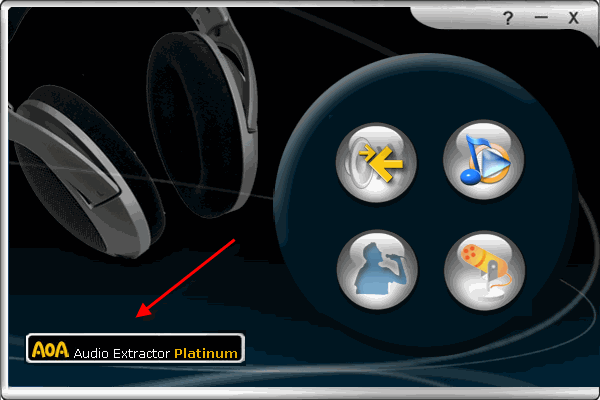 ? — X
AoA Audio Extractor Platinum